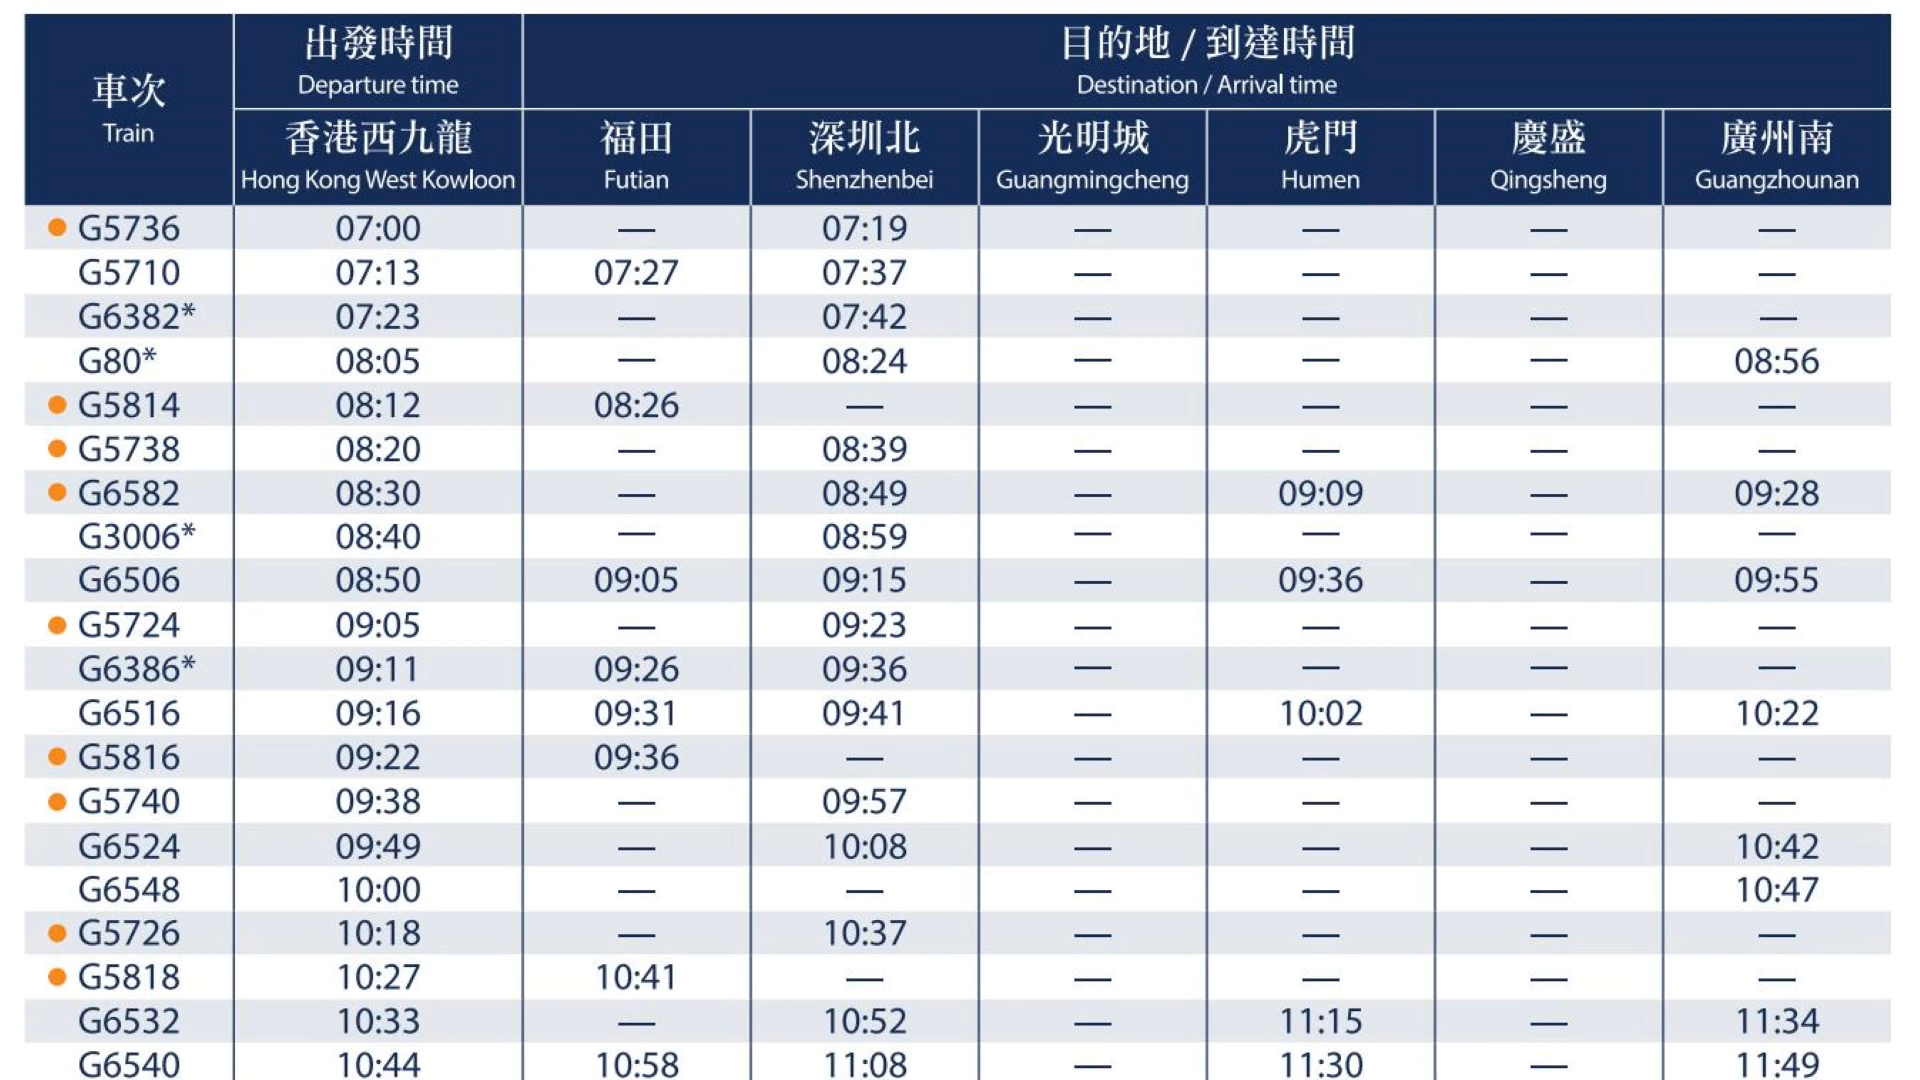 車次
Train
出發時間
Departure time
目的地 / 到達時間
Destination / Arrival time
香港西九龍
Hong Kong West Kowloon
福田
Futian
深圳北
Shenzhenbei
光明城
Guangmingcheng
虎門
Humen
慶盛
Qingsheng
廣州南
Guangzhounan
● G5736 07:00 — 07:19 — — — —
G5710 07:13 07:27 07:37 — — — —
G6382* 07:23 — 07:42 — — — —
G80* 08:05 — 08:24 — — — 08:56
● G5814 08:12 08:26 — — — — —
● G5738 08:20 — 08:39 — — — —
● G6582 08:30 — 08:49 — 09:09 — 09:28
G3006* 08:40 — 08:59 — — — —
G6506 08:50 09:05 09:15 — 09:36 — 09:55
● G5724 09:05 — 09:23 — — — —
G6386* 09:11 09:26 09:36 — — — —
G6516 09:16 09:31 09:41 — 10:02 — 10:22
● G5816 09:22 09:36 — — — — —
● G5740 09:38 — 09:57 — — — —
G6524 09:49 — 10:08 — — — 10:42
G6548 10:00 — — — — — 10:47
● G5726 10:18 — 10:37 — — — —
● G5818 10:27 10:41 — — — — —
G6532 10:33 — 10:52 — 11:15 — 11:34
G6540 10:44 10:58 11:08 — 11:30 — 11:49